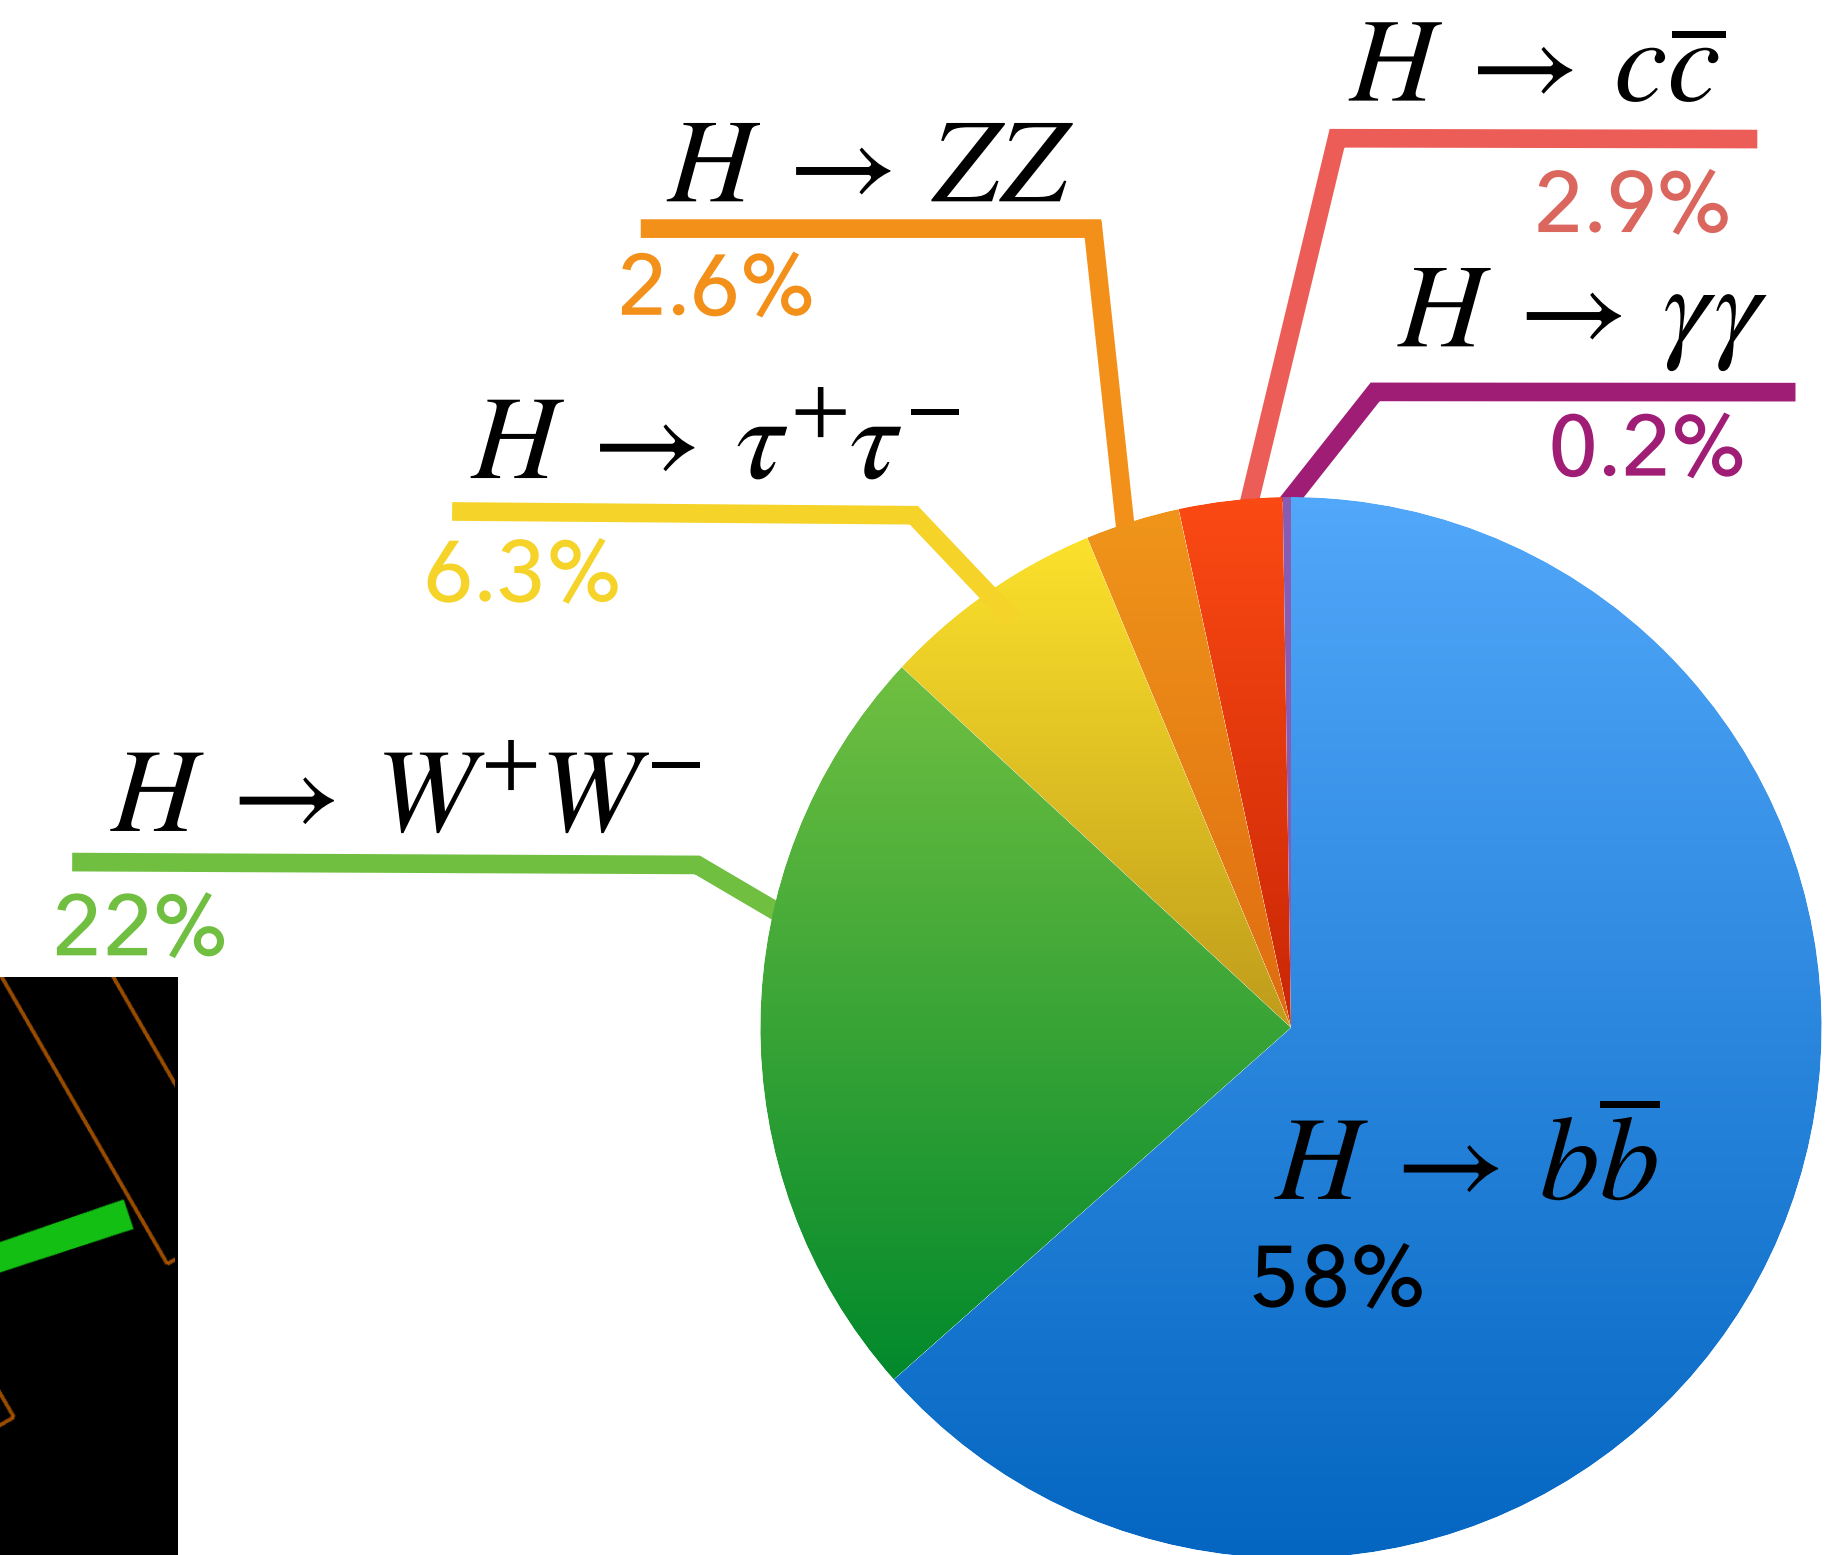 H → cc̅
2.9%
H → ZZ
2.6%
H → γγ
0.2%
H → τ⁺τ⁻
6.3%
H → W⁺W⁻
22%
H → bb̅
58%